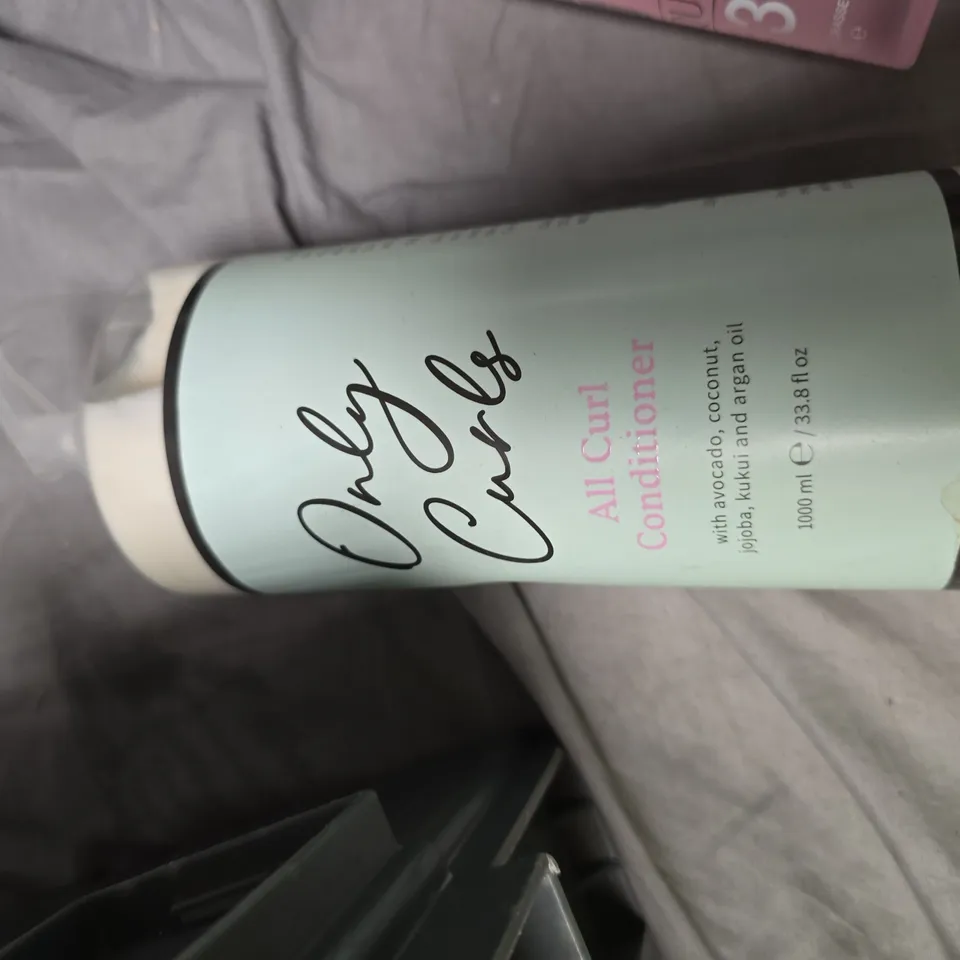 Only
Curls
All Curl
Conditioner
with avocado, coconut,
jojoba, kukui and argan oil
1000 ml ℮ / 33.8 fl oz
3